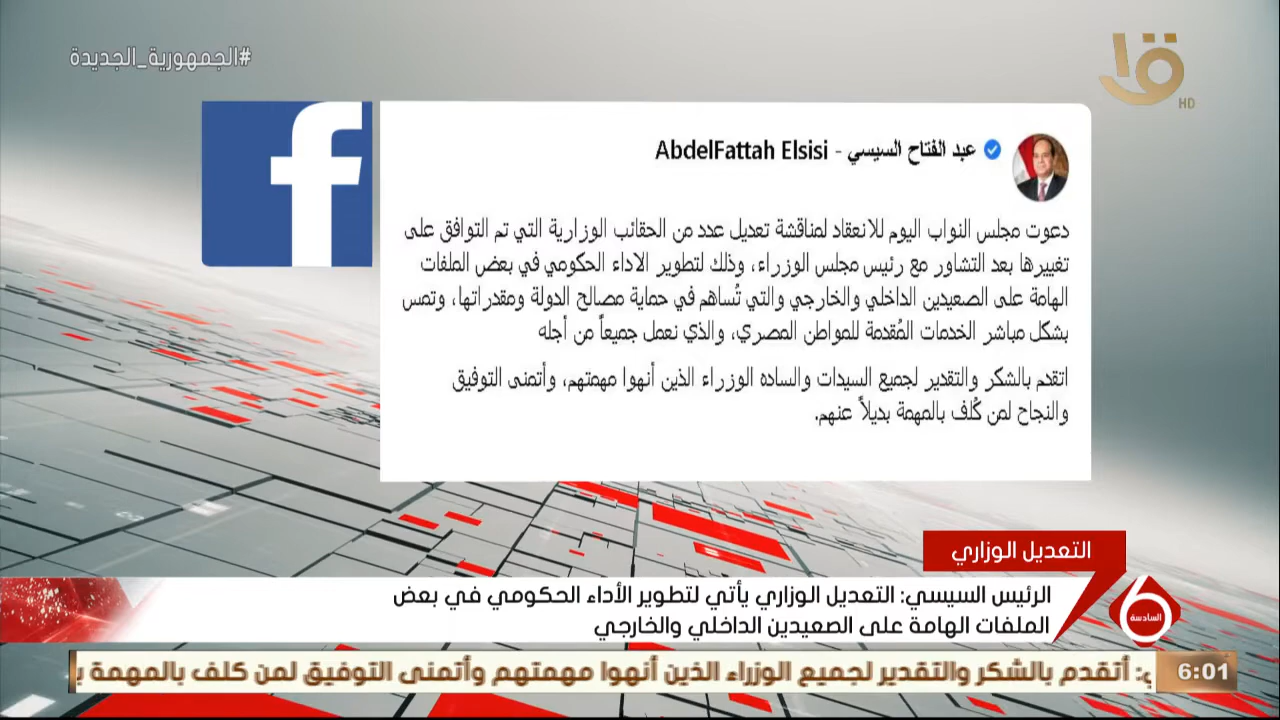 #الجمهورية_الجديدة
HD
عبد الفتاح السيسي - AbdelFattah Elsisi
دعوت مجلس النواب اليوم للانعقاد لمناقشة تعديل عدد من الحقائب الوزارية التي تم التوافق على
تغييرها بعد التشاور مع رئيس مجلس الوزراء، وذلك لتطوير الاداء الحكومي في بعض الملفات
الهامة على الصعيدين الداخلي والخارجي والتي تُساهم في حماية مصالح الدولة ومقدراتها، وتمس
بشكل مباشر الخدمات المُقدمة للمواطن المصري، والذي نعمل جميعاً من أجله
اتقدم بالشكر والتقدير لجميع السيدات والساده الوزراء الذين أنهوا مهمتهم، وأتمنى التوفيق
والنجاح لمن كُلف بالمهمة بديلاً عنهم.
التعديل الوزاري
الرئيس السيسي: التعديل الوزاري يأتي لتطوير الأداء الحكومي في بعض
الملفات الهامة على الصعيدين الداخلي والخارجي
السادسة
أتقدم بالشكر والتقدير لجميع الوزراء الذين أنهوا مهمتهم وأتمنى التوفيق لمن كلف بالمهمة
6:01